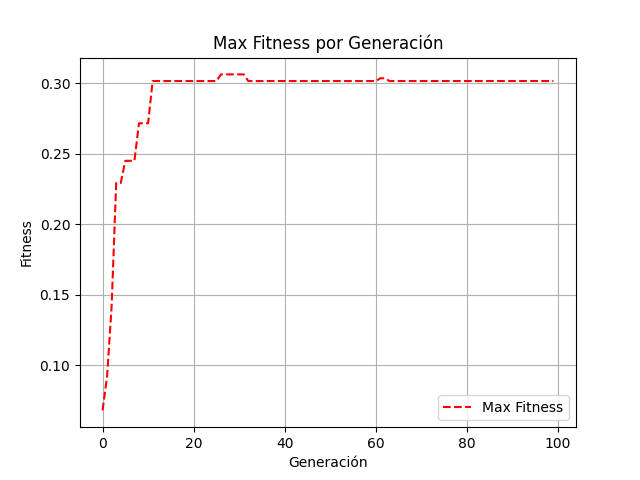 Max Fitness por Generación
Fitness
0.30
0.25
0.20
0.15
0.10
0 20 40 60 80 100
Generación
Max Fitness